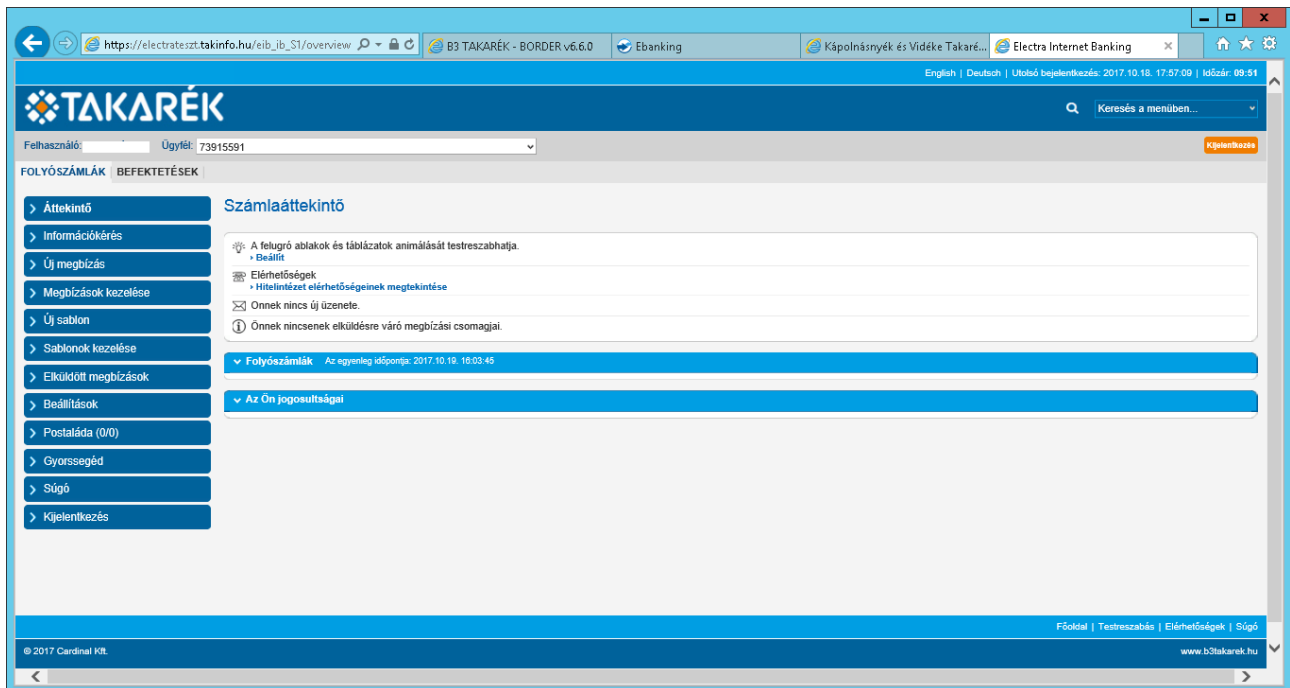 https://electrateszt.takinfo.hu/eib_ib_S1/overview
B3 TAKARÉK - BORDER v6.6.0
Ebanking
Kápolnásnyék és Vidéke Takaré...
Electra Internet Banking
English | Deutsch | Utolsó bejelentkezés: 2017.10.18. 17:57:09 | Időzár: 09:51
TAKARÉK
Keresés a menüben...
Felhasználó:
Ügyfél: 73915591
Kijelentkezés
FOLYÓSZÁMLÁK
BEFEKTETÉSEK
Áttekintő
Információkérés
Új megbízás
Megbízások kezelése
Új sablon
Sablonok kezelése
Elküldött megbízások
Beállítások
Postaláda (0/0)
Gyorssegéd
Súgó
Kijelentkezés
Számlaáttekintő
A felugró ablakok és táblázatok animálását testreszabhatja.
Beállít
Elérhetőségek
Hitelintézet elérhetőségeinek megtekintése
Önnek nincs új üzenete.
Önnek nincsenek elküldésre váró megbízási csomagjai.
Folyószámlák Az egyenleg időpontja: 2017.10.19. 16:03:45
Az Ön jogosultságai
Főoldal | Testreszabás | Elérhetőségek | Súgó
© 2017 Cardinal Kft.
www.b3takarek.hu